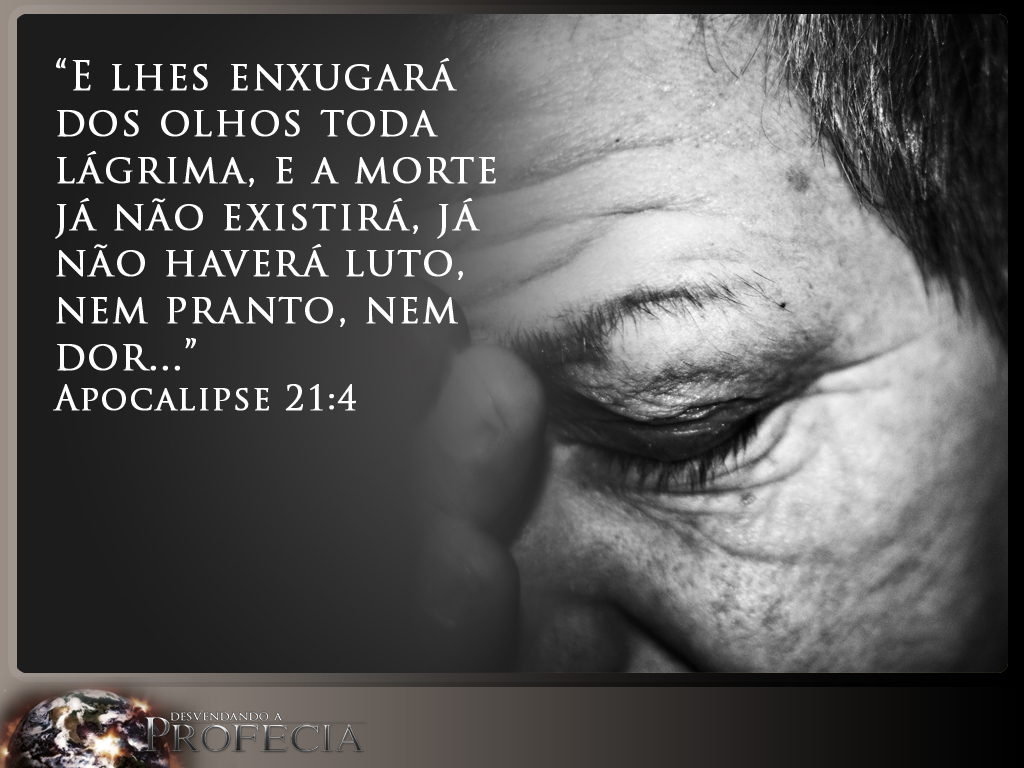 “E LHES ENXUGARÁ
DOS OLHOS TODA
LÁGRIMA, E A MORTE
JÁ NÃO EXISTIRÁ, JÁ
NÃO HAVERÁ LUTO,
NEM PRANTO, NEM
DOR...”
APOCALIPSE 21:4
DESVENDANDO A
PROFECIA